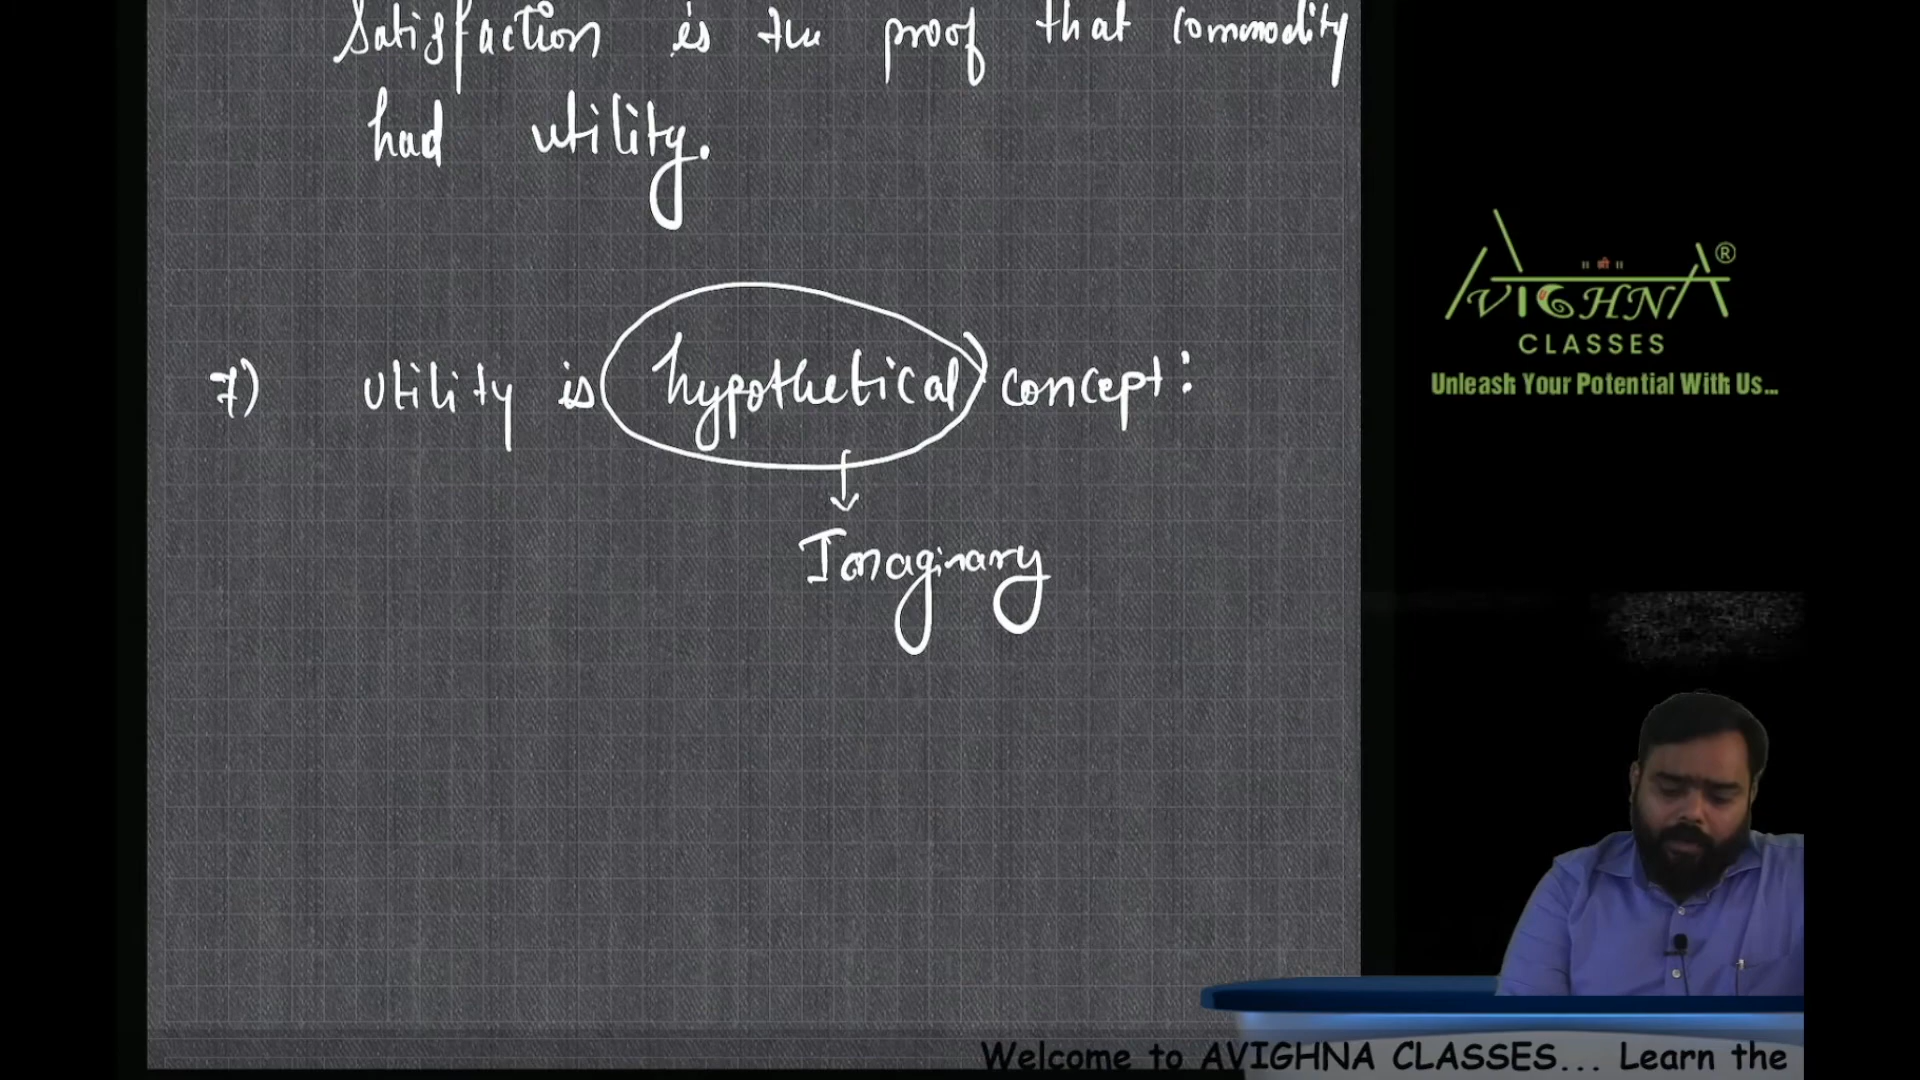 Satisfaction is the proof that commodity
had utility.
7) Utility is hypothetical concept:
Imaginary
॥ श्री ॥
AVIGHNA ®
CLASSES
Unleash Your Potential With Us...
Welcome to AVIGHNA CLASSES... Learn the